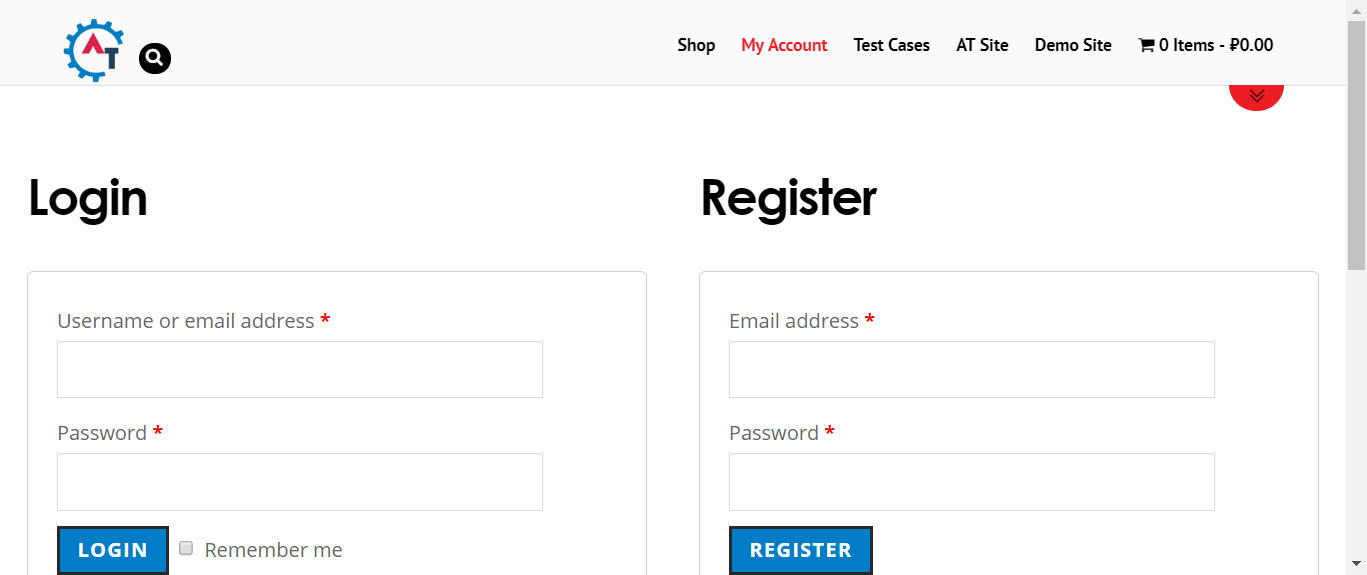 AT
Shop My Account Test Cases AT Site Demo Site 0 Items - ₽0.00
Login
Username or email address *
Password *
LOGIN Remember me
Register
Email address *
Password *
REGISTER